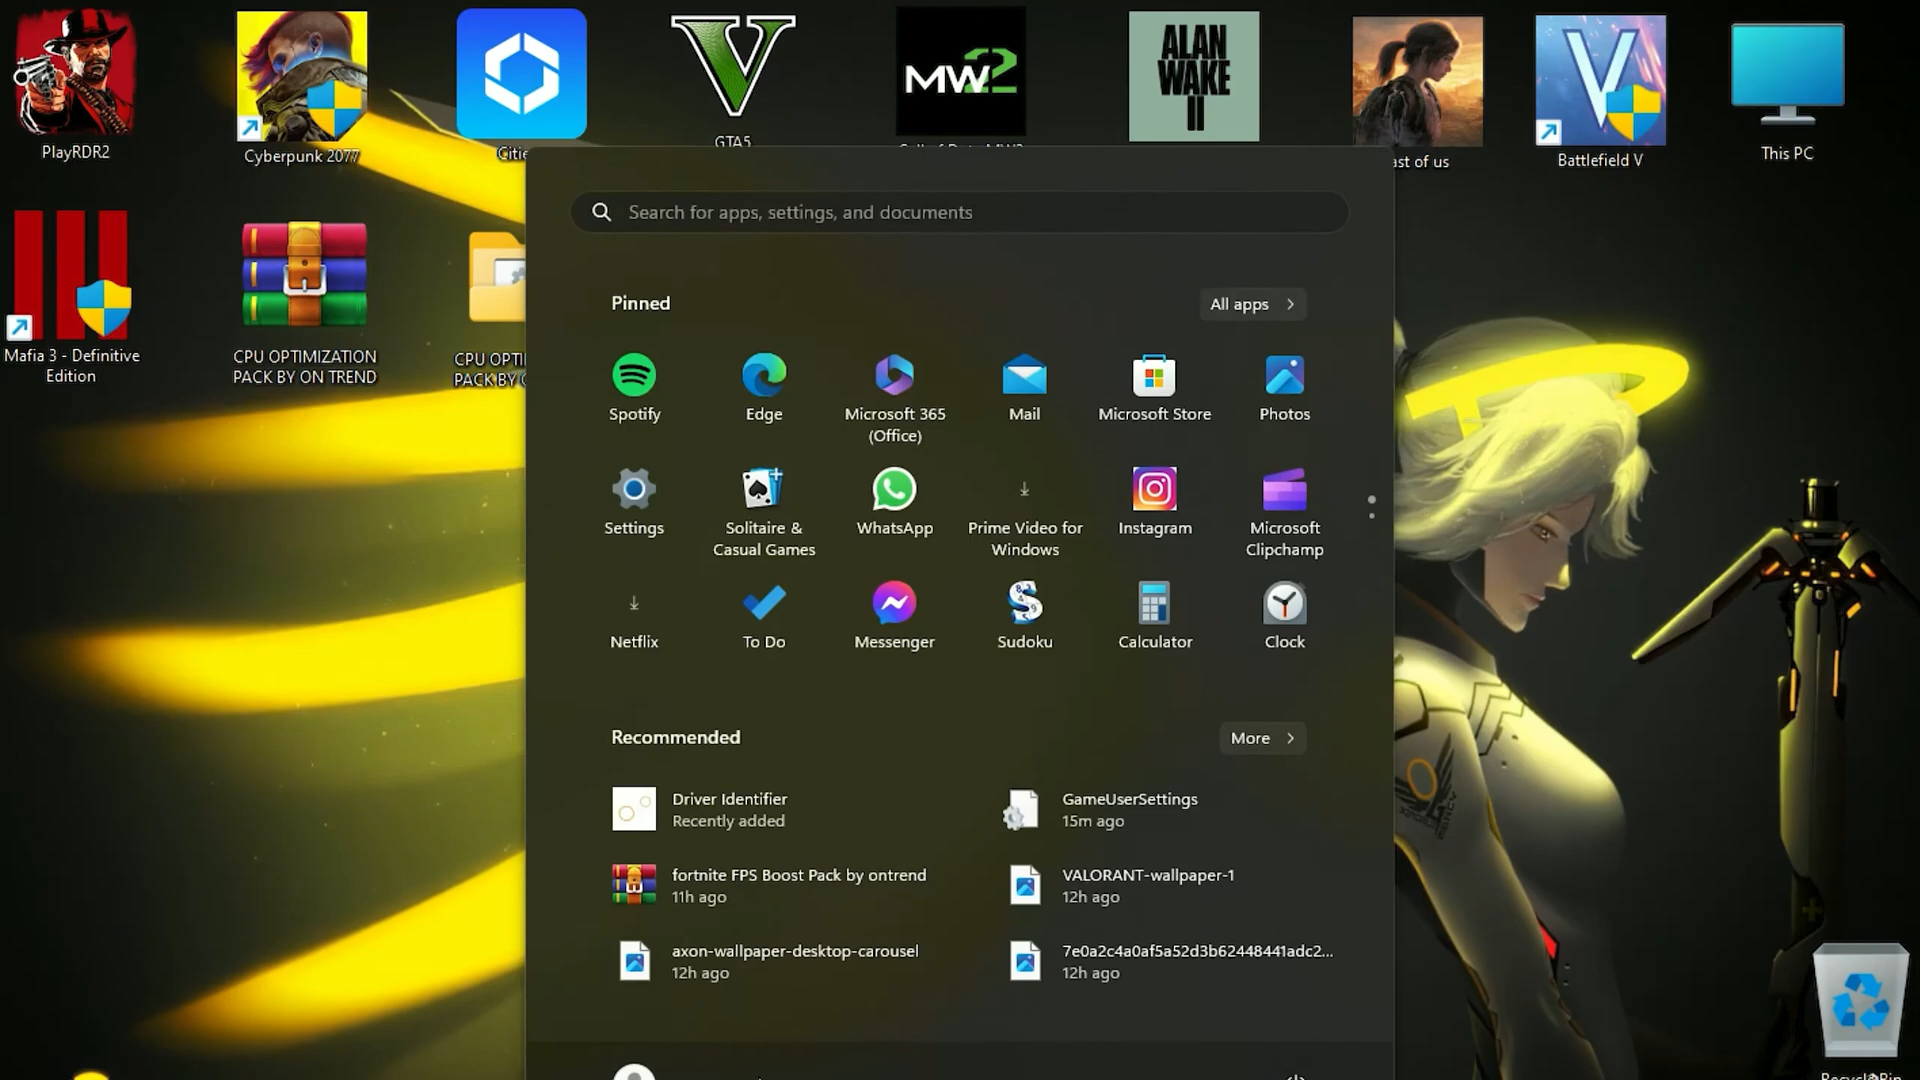 MW2
ALAN
WAKE
II
PlayRDR2
Cyberpunk 2077
Citie
GTA5
ast of us
Battlefield V
This PC
Search for apps, settings, and documents
Pinned
All apps
Mafia 3 - Definitive
Edition
CPU OPTIMIZATION
PACK BY ON TREND
CPU OPTI
PACK BY
Spotify
Edge
Microsoft 365
(Office)
Mail
Microsoft Store
Photos
Settings
Solitaire &
Casual Games
WhatsApp
Prime Video for
Windows
Instagram
Microsoft
Clipchamp
Netflix
To Do
Messenger
Sudoku
Calculator
Clock
Recommended
More
Driver Identifier
Recently added
GameUserSettings
15m ago
fortnite FPS Boost Pack by ontrend
11h ago
VALORANT-wallpaper-1
12h ago
axon-wallpaper-desktop-carousel
12h ago
7e0a2c4a0af5a52d3b62448441adc2...
12h ago